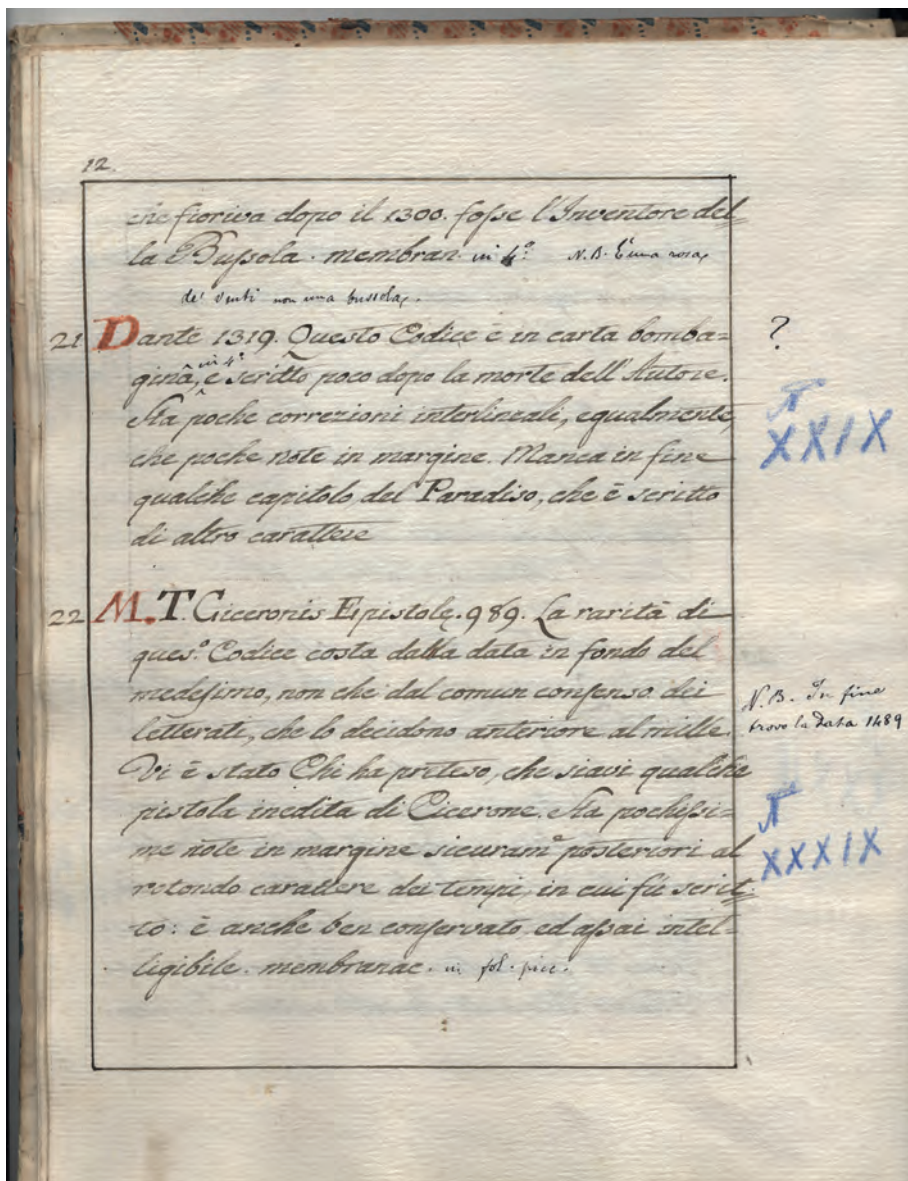 12.
che fioriva dopo il 1300. fosse l'Inventore del
la Bussola. membran. in 4º N.B. È una rosa
de' venti non una bussola.
21 Dante 1319. Questo Codice è in carta bomba=
gina, in 4º è scritto poco dopo la morte dell'Autore.
Ha poche correzioni interlineali, egualmente,
che poche note in margine. Manca in fine
qualche capitolo del Paradiso, che è scritto
di altro carattere
?
N
XXIX
22 M. T. Ciceronis Epistolę. 989. La rarità di
ques.º Codice costa dalla data in fondo del
medesimo, non che dal comun consenso dei
letterati, che lo decidono anteriore al mille.
Vi è stato Chi ha preteso, che siavi qualche
pistola inedita di Cicerone. Ha pochissi=
me note in margine sicuram.º posteriori al
rotondo carattere dei tempi, in cui fù scrit=
to: è anche ben conservato, ed assai intel=
ligibile. membranac. in fol. picc.
N.B. In fine
trovo la data 1489
N
XXXIX